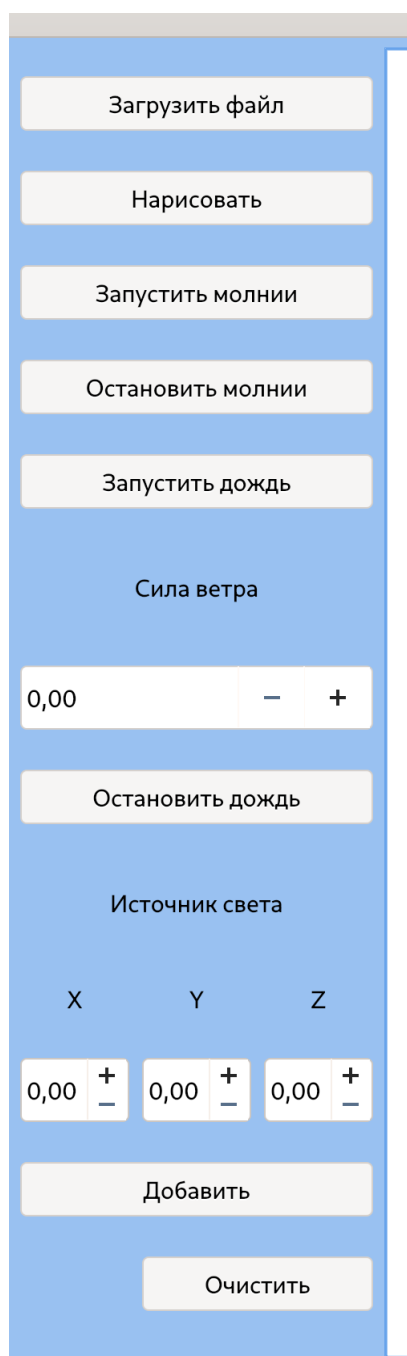 Загрузить файл
Нарисовать
Запустить молнии
Остановить молнии
Запустить дождь
Сила ветра
0,00 − +
Остановить дождь
Источник света
X Y Z
0,00 + − 0,00 + − 0,00 + −
Добавить
Очистить